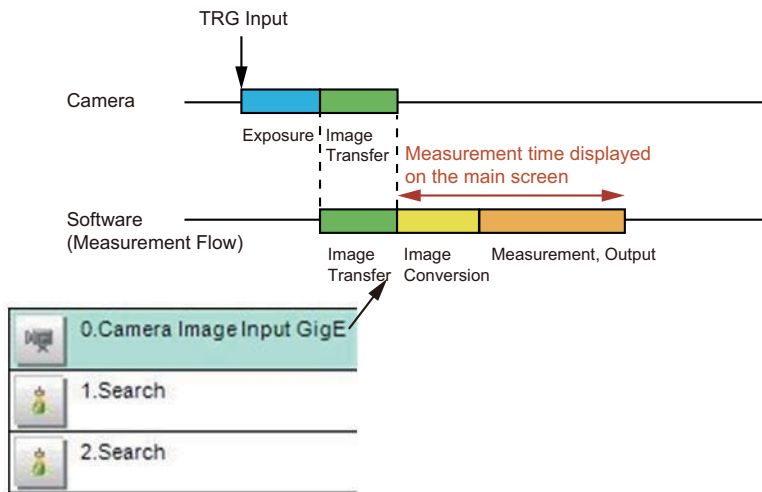 TRG Input
Camera
Exposure
Image
Transfer
Measurement time displayed
on the main screen
Software
(Measurement Flow)
Image
Transfer
Image
Conversion
Measurement, Output
0.Camera Image Input GigE
1.Search
2.Search